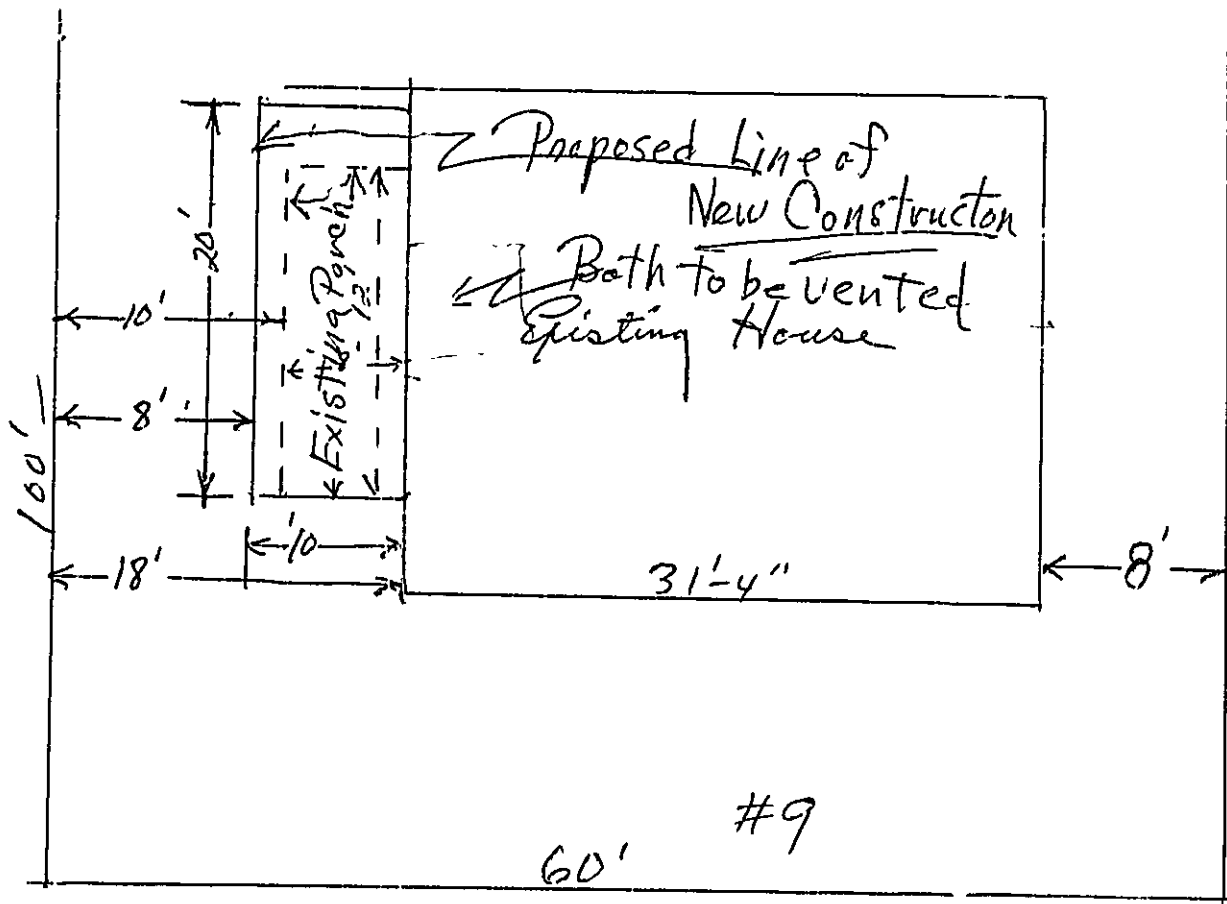 Proposed Line of
New Constructon
Bath to be vented
Existing House
Existing Porch
20'
10'
8'
100'
10
18'
31'-4"
8'
#9
60'